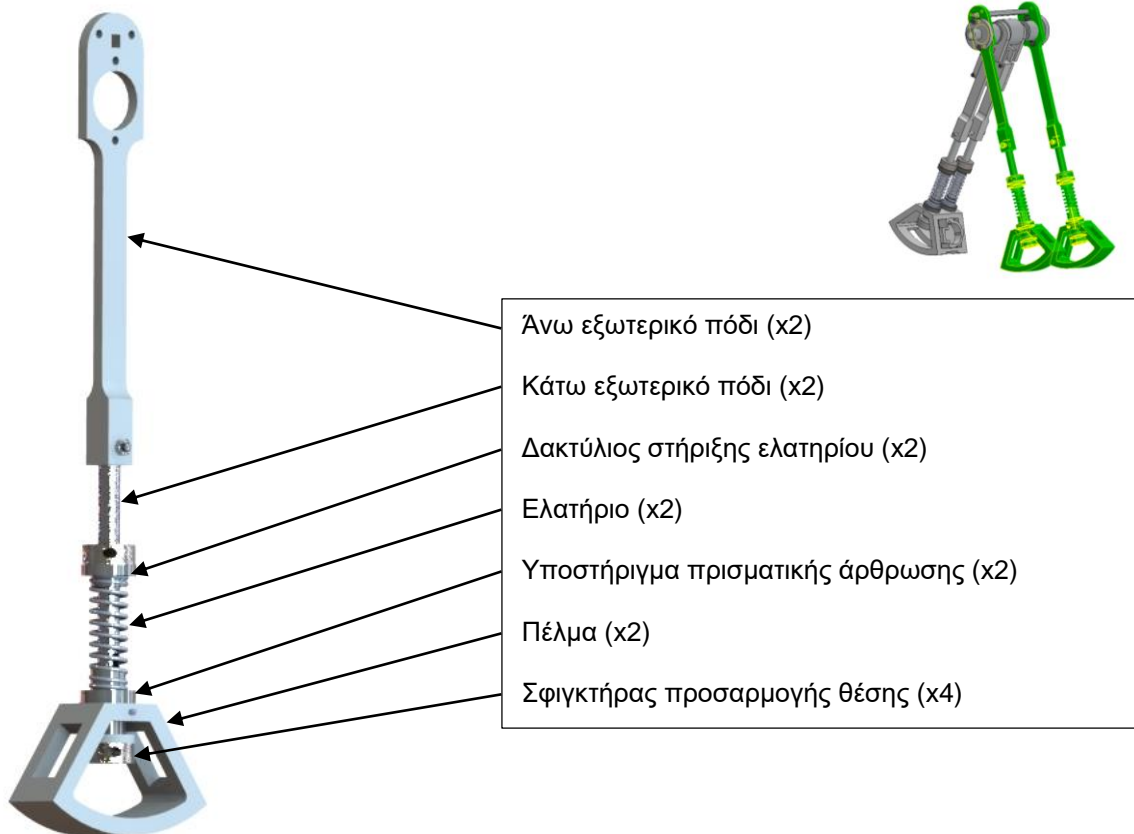 Άνω εξωτερικό πόδι (x2)
Κάτω εξωτερικό πόδι (x2)
Δακτύλιος στήριξης ελατηρίου (x2)
Ελατήριο (x2)
Υποστήριγμα πρισματικής άρθρωσης (x2)
Πέλμα (x2)
Σφιγκτήρας προσαρμογής θέσης (x4)